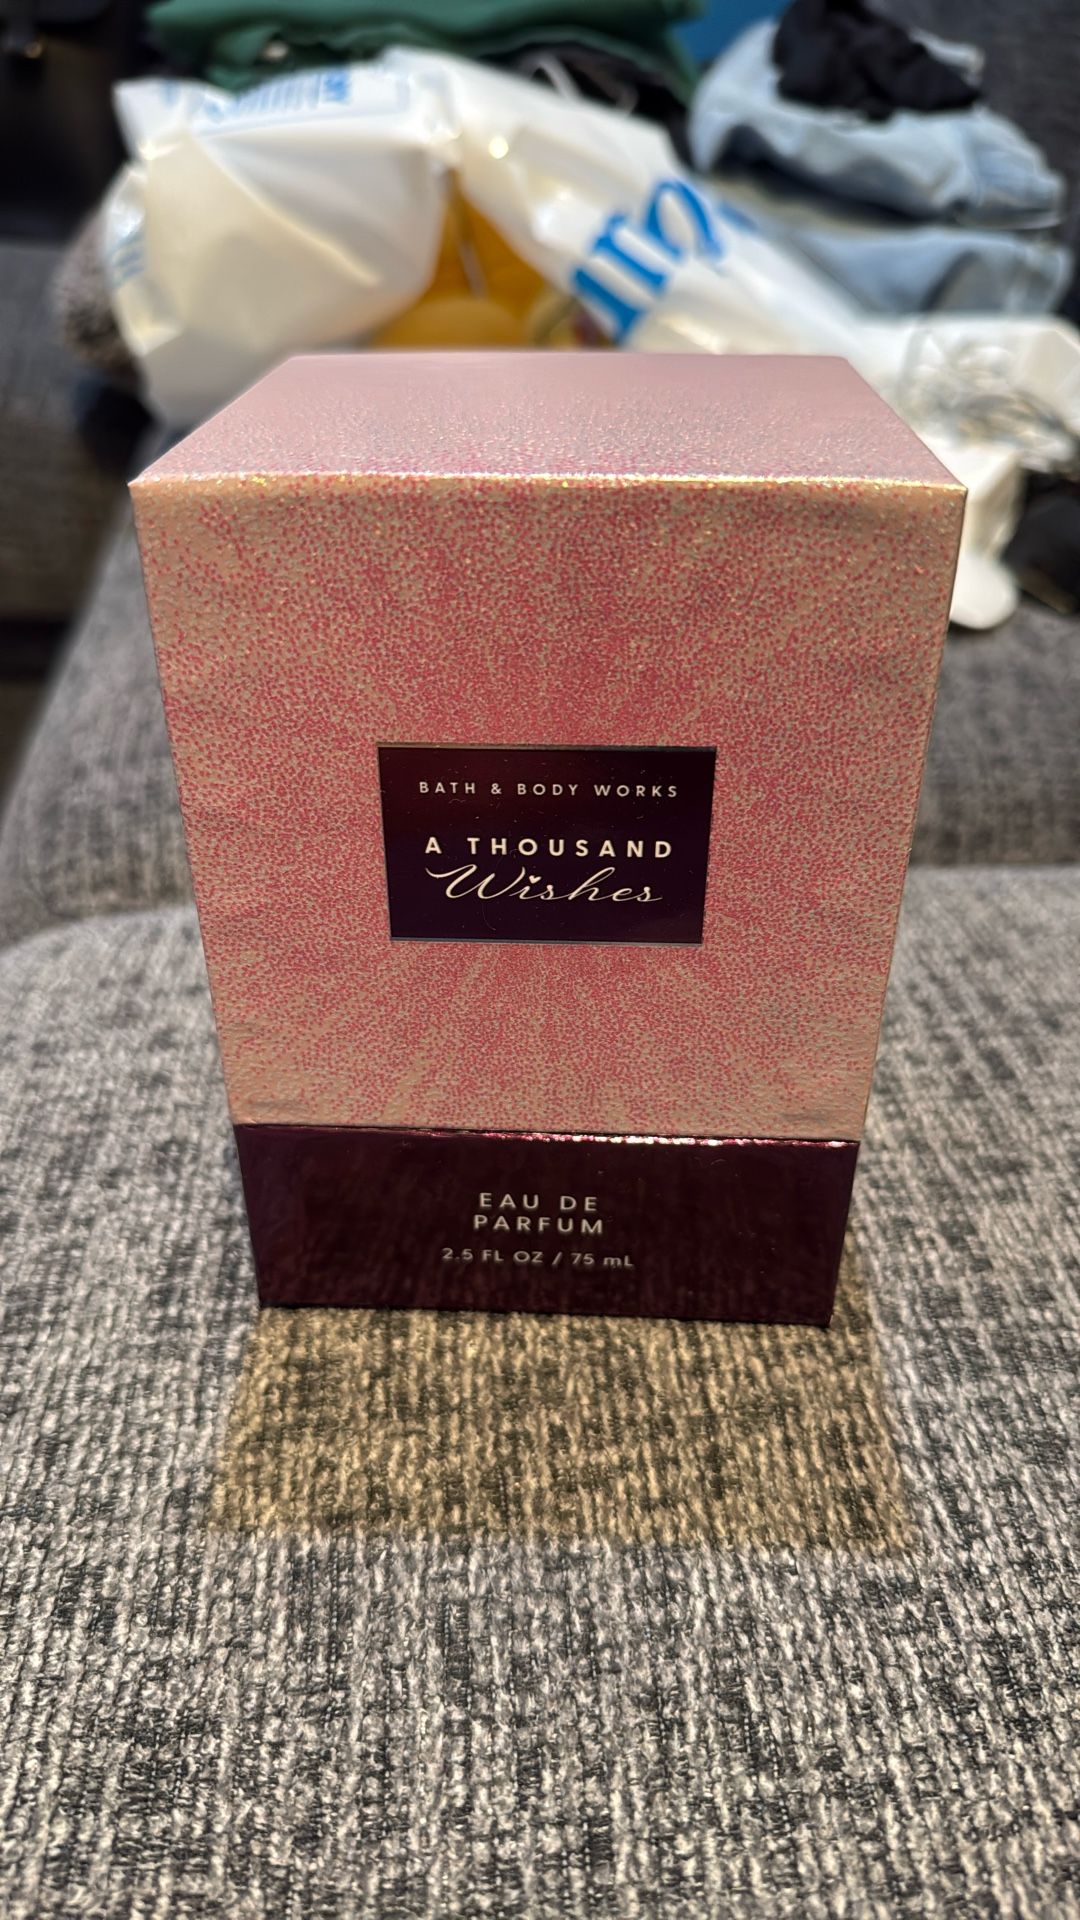 BATH & BODY WORKS
A THOUSAND
Wishes
EAU DE
PARFUM
2.5 FL OZ / 75 mL